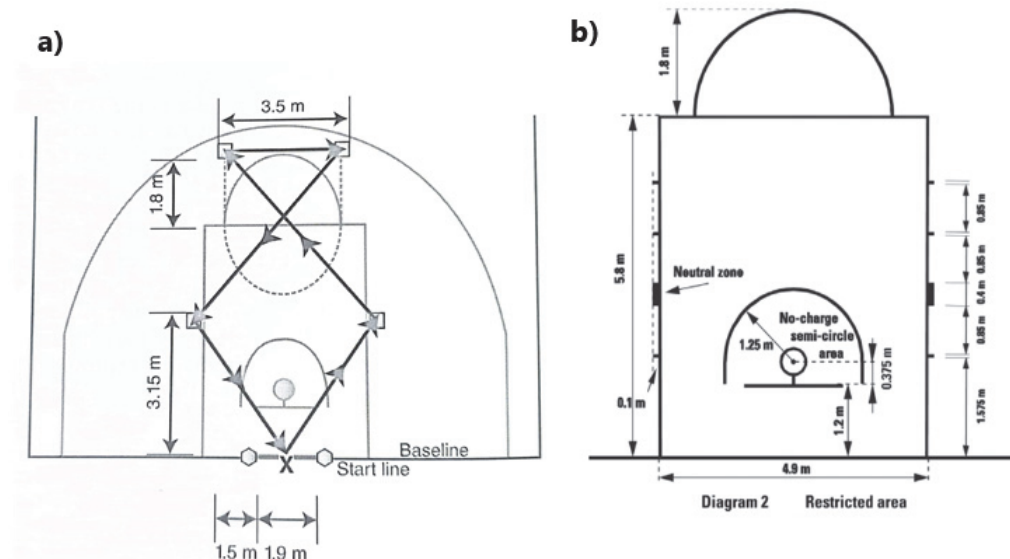 a)
3.5 m
1.8 m
3.15 m
X
Baseline
Start line
1.5 m 1.9 m
b)
1.8 m
5.8 m
Neutral zone
No-charge
semi-circle
area
1.25 m
0.375 m
0.1 m
1.2 m
0.85 m
0.85 m
0.4 m
0.85 m
1.575 m
4.9 m
Diagram 2 Restricted area